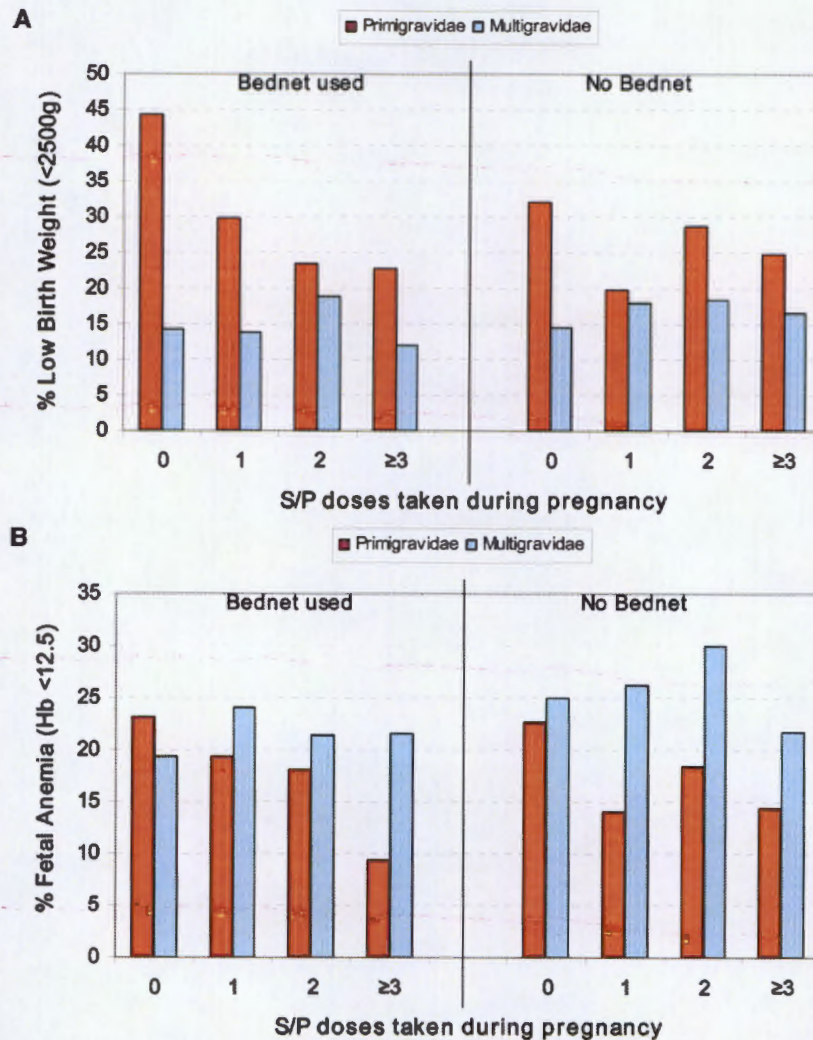 A
Primigravidae Multigravidae
Bednet used No Bednet
50
45
40
35
30
25
20
15
10
5
0
% Low Birth Weight (<2500g)
0 1 2 ≥3 0 1 2 ≥3
S/P doses taken during pregnancy
B
Primigravidae Multigravidae
Bednet used No Bednet
35
30
25
20
15
10
5
0
% Fetal Anemia (Hb <12.5)
0 1 2 ≥3 0 1 2 ≥3
S/P doses taken during pregnancy